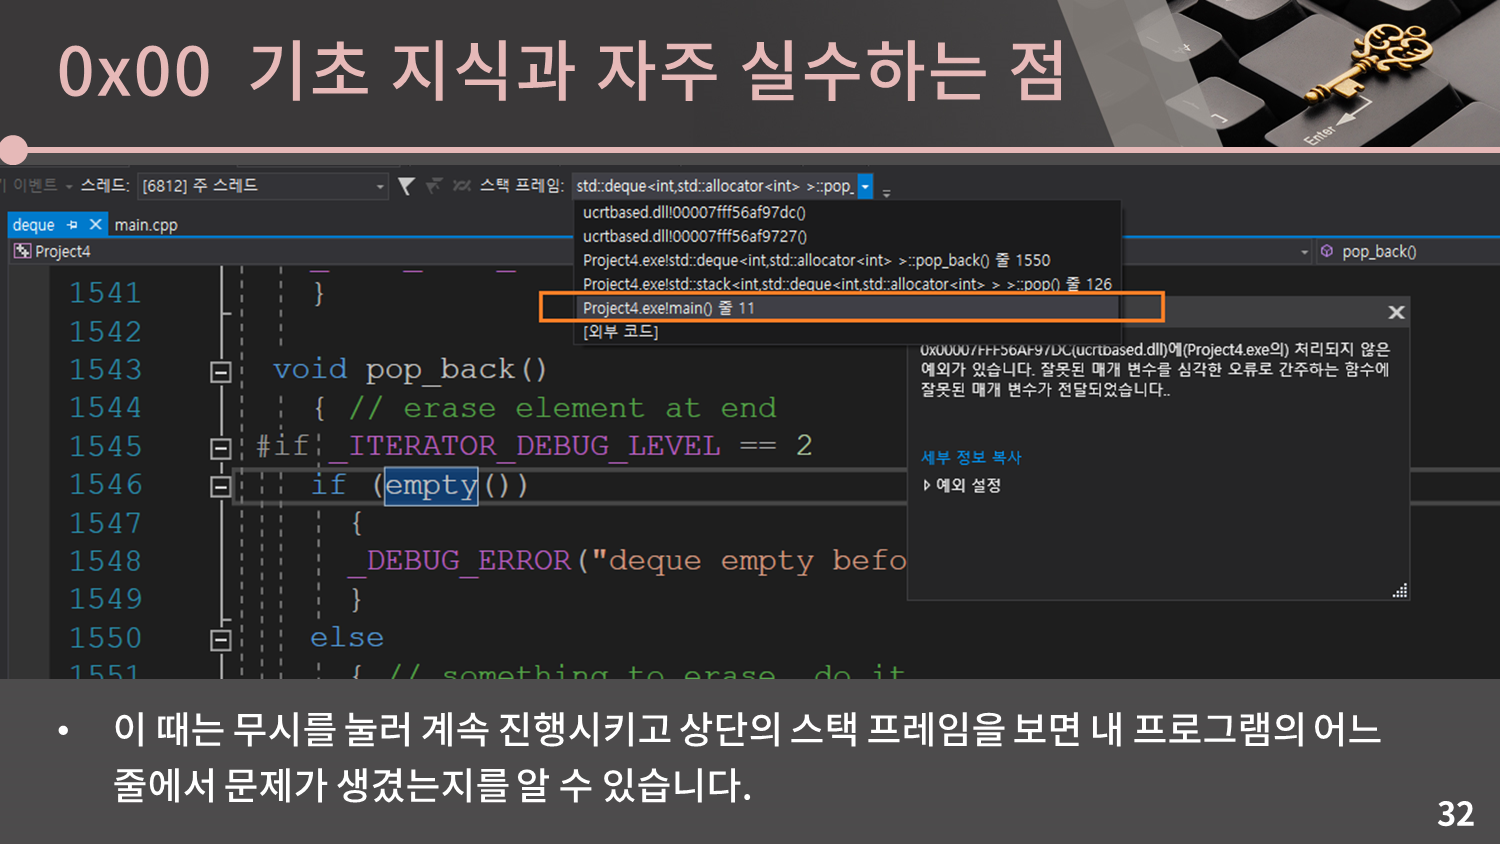 0x00 기초 지식과 자주 실수하는 점
Enter
이벤트 스레드: [6812] 주 스레드 스택 프레임: std::deque<int,std::allocator<int> >::pop_
ucrtbased.dll!00007fff56af97dc()
deque main.cpp
ucrtbased.dll!00007fff56af9727()
Project4
pop_back()
Project4.exe!std::deque<int,std::allocator<int> >::pop_back() 줄 1550
Project4.exe!std::stack<int,std::deque<int,std::allocator<int> > >::pop() 줄 126
Project4.exe!main() 줄 11
[외부 코드]
1541 }
1542
1543 void pop_back()
1544 { // erase element at end
1545 #if _ITERATOR_DEBUG_LEVEL == 2
1546 if (empty())
1547 {
1548 _DEBUG_ERROR("deque empty befo
1549 }
1550 else
1551 { // something to erase, do it
0x00007FFF56AF97DC(ucrtbased.dll)에(Project4.exe의) 처리되지 않은
예외가 있습니다. 잘못된 매개 변수를 심각한 오류로 간주하는 함수에
잘못된 매개 변수가 전달되었습니다..
세부 정보 복사
예외 설정
• 이 때는 무시를 눌러 계속 진행시키고 상단의 스택 프레임을 보면 내 프로그램의 어느
줄에서 문제가 생겼는지를 알 수 있습니다.
32